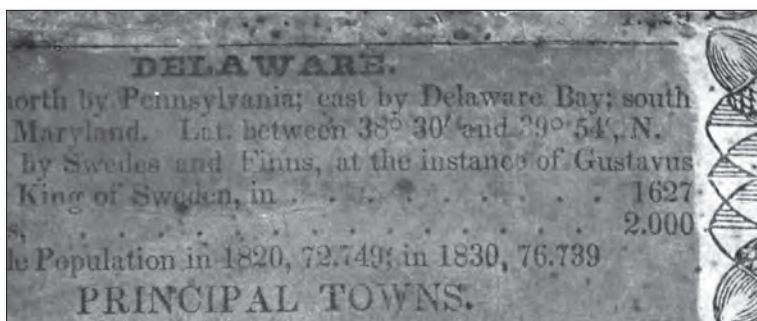 DELAWARE.
north by Pennsylvania; east by Delaware Bay; south
Maryland. Lat. between 38° 30′ and 39° 54′, N.
by Swedes and Finns, at the instance of Gustavus
King of Sweden, in . . . . . . . . . . 1627
s, . . . . . . . . . . . . . . . . . 2.000
le Population in 1820, 72.749; in 1830, 76.739
PRINCIPAL TOWNS.